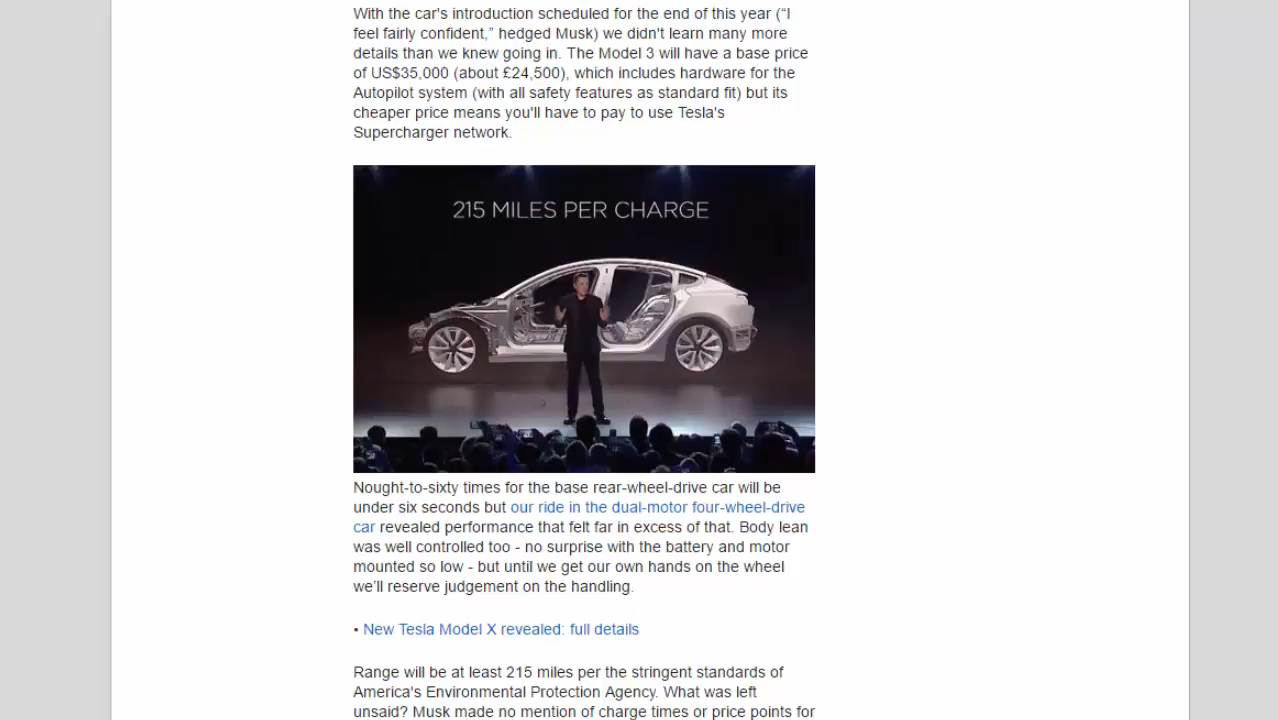 With the car's introduction scheduled for the end of this year (“I
feel fairly confident,” hedged Musk) we didn't learn many more
details than we knew going in. The Model 3 will have a base price
of US$35,000 (about £24,500), which includes hardware for the
Autopilot system (with all safety features as standard fit) but its
cheaper price means you'll have to pay to use Tesla's
Supercharger network.
215 MILES PER CHARGE
Nought-to-sixty times for the base rear-wheel-drive car will be
under six seconds but our ride in the dual-motor four-wheel-drive
car revealed performance that felt far in excess of that. Body lean
was well controlled too - no surprise with the battery and motor
mounted so low - but until we get our own hands on the wheel
we’ll reserve judgement on the handling.
• New Tesla Model X revealed: full details
Range will be at least 215 miles per the stringent standards of
America's Environmental Protection Agency. What was left
unsaid? Musk made no mention of charge times or price points for